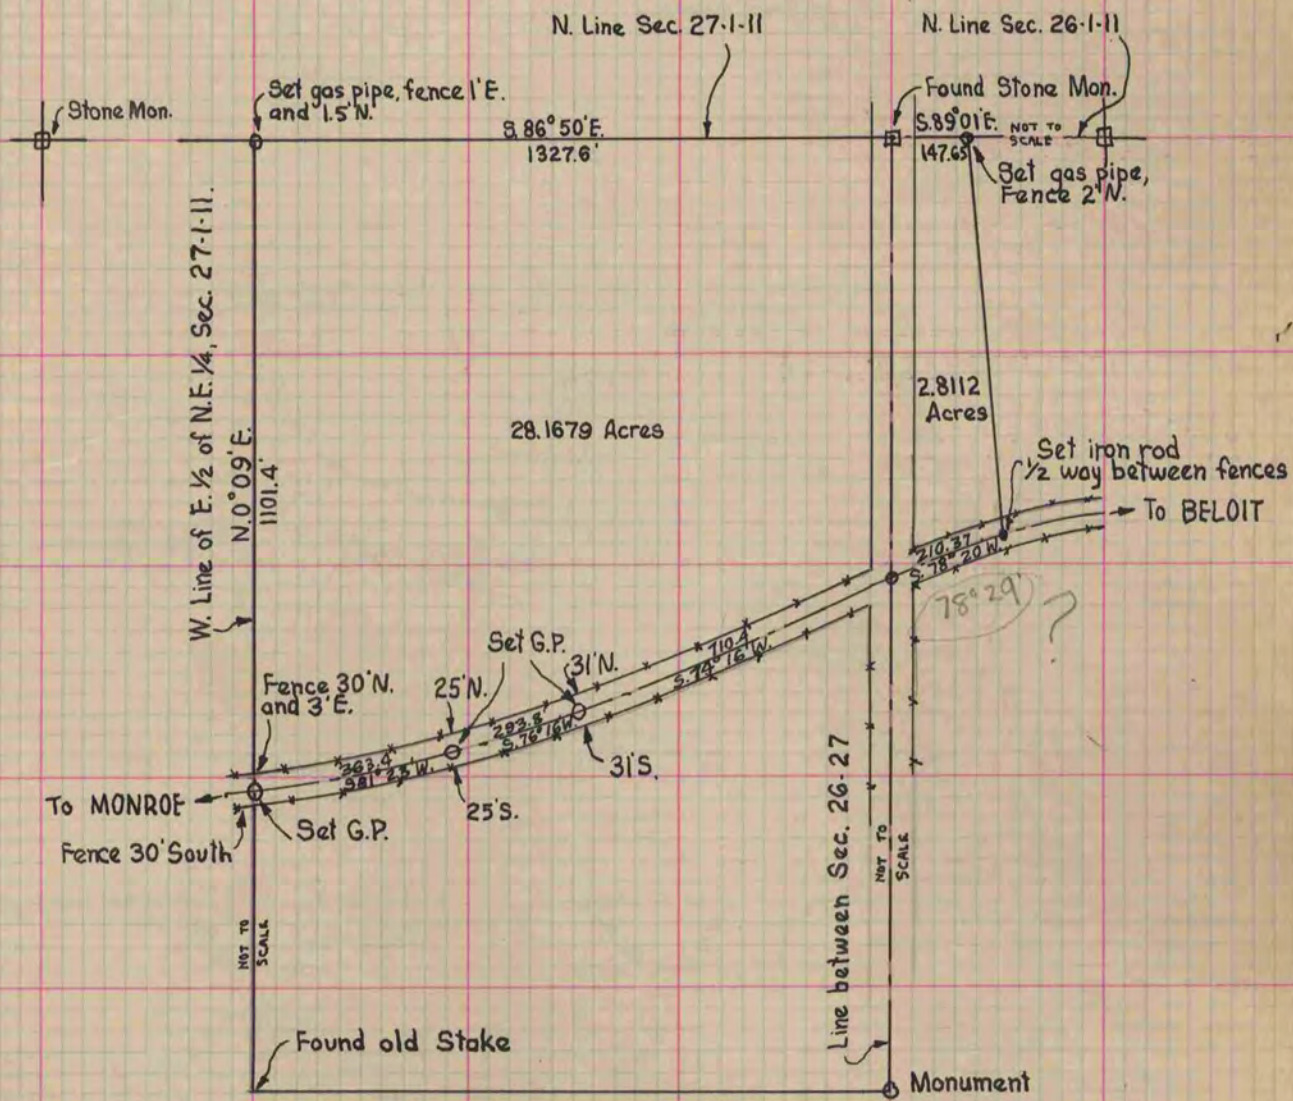 N. Line Sec. 27-1-11
N. Line Sec. 26-1-11
Stone Mon.
Set gas pipe, fence 1'E.
and 1.5'N.
Found Stone Mon.
S. 86° 50' E.
1327.6'
S. 89° 01' E.
147.65
NOT TO
SCALE
Set gas pipe,
Fence 2'N.
W. Line of E. 1/2 of N.E. 1/4, Sec. 27-1-11.
N. 0° 09' E.
1101.4'
28.1679 Acres
2.8112
Acres
Set iron rod
1/2 way between fences
To BELOIT
210.37
S. 78° 20' W.
78° 29' ?
710.4
S. 74° 16' W.
Set G.P.
31'N.
25'N.
Fence 30'N.
and 3'E.
293.8'
S. 76° 16' W.
363.4
S 81° 23' W.
31'S.
25'S.
To MONROE
Set G.P.
Fence 30' South
Line between Sec. 26-27
NOT TO
SCALE
NOT TO
SCALE
Found old Stake
Monument